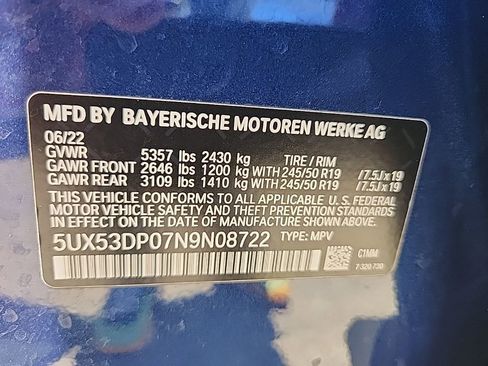 MFD BY BAYERISCHE MOTOREN WERKE AG
06/22
GVWR 5357 lbs 2430 kg TIRE / RIM
GAWR FRONT 2646 lbs 1200 kg WITH 245/50 R19 / 7.5J x 19
GAWR REAR 3109 lbs 1410 kg WITH 245/50 R19 / 7.5J x 19
THIS VEHICLE CONFORMS TO ALL APPLICABLE U. S. FEDERAL
MOTOR VEHICLE SAFETY AND THEFT PREVENTION STANDARDS
IN EFFECT ON THE DATE OF MANUFACTURE SHOWN ABOVE.
5UX53DP07N9N08722 TYPE: MPV
C1MM
7 320 730